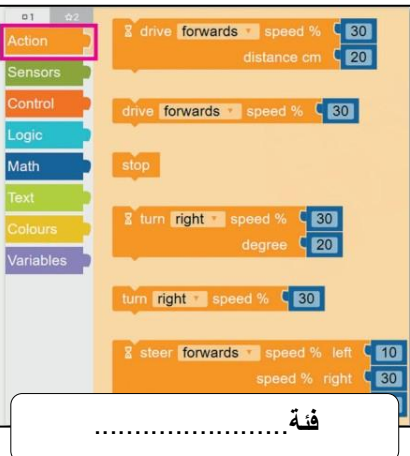 1 2
Action
Sensors
Control
Logic
Math
Text
Colours
Variables
drive forwards speed % 30
distance cm 20
drive forwards speed % 30
stop
turn right speed % 30
degree 20
turn right speed % 30
steer forwards speed % left 10
speed % right 30
فئة.........................